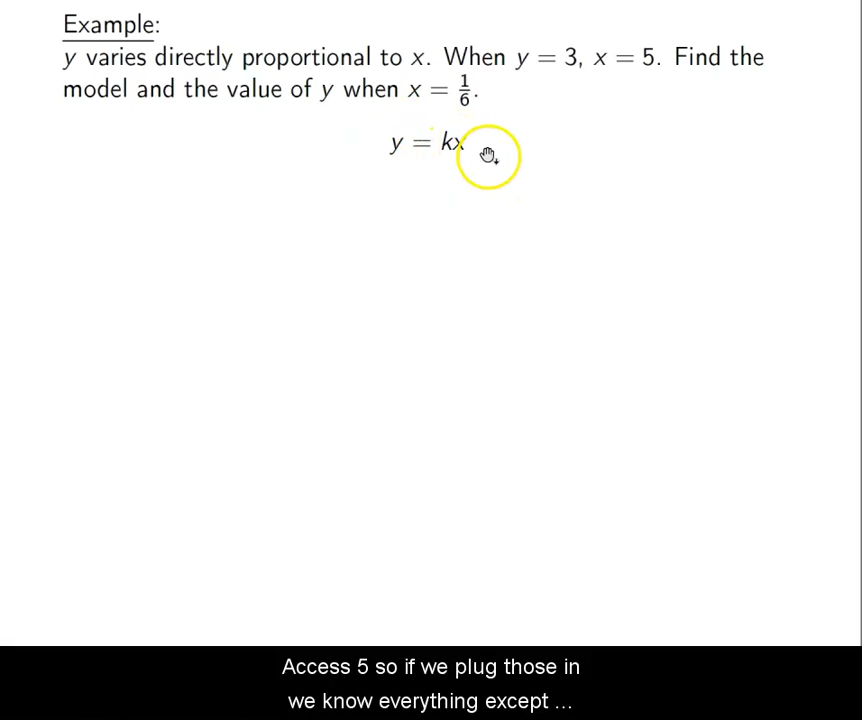 Example:
y varies directly proportional to x. When y = 3, x = 5. Find the
model and the value of y when x = 1/6.
y = kx
Access 5 so if we plug those in
we know everything except ...